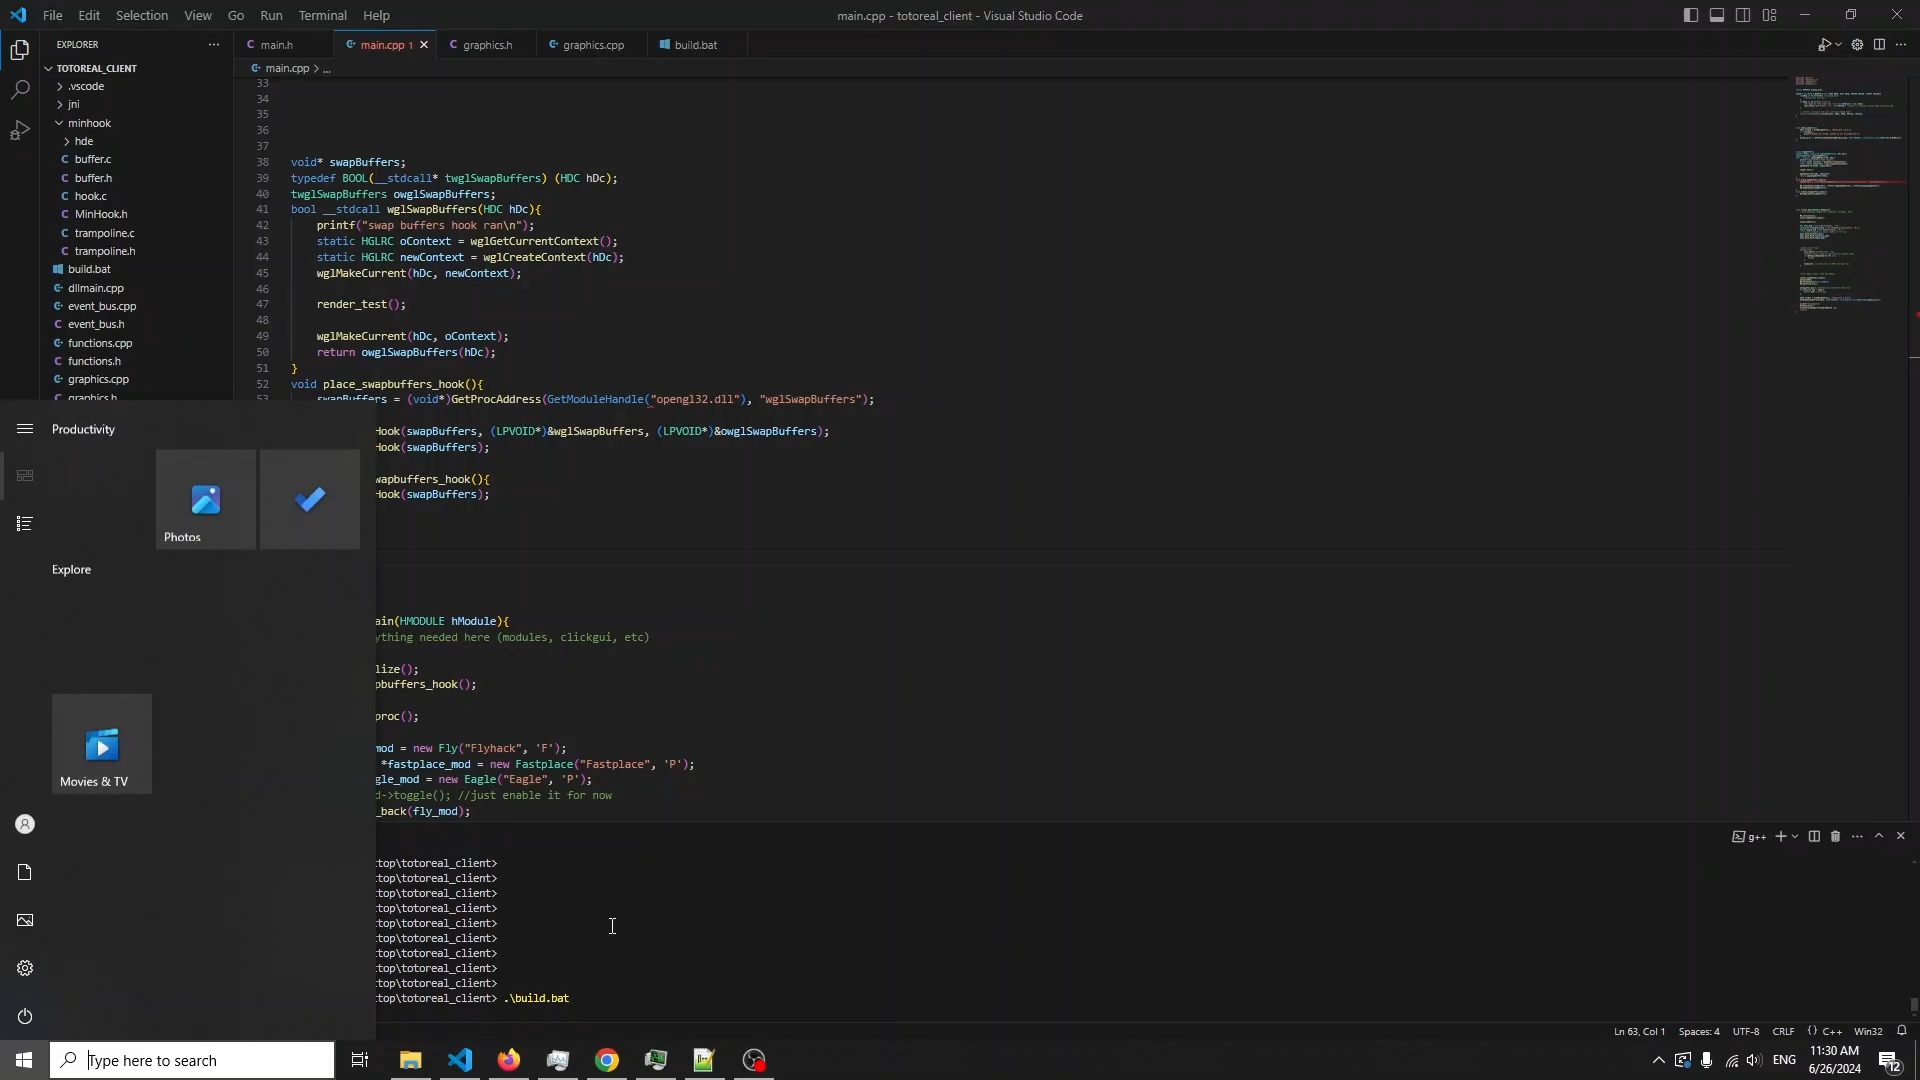 File Edit Selection View Go Run Terminal Help
main.cpp - totoreal_client - Visual Studio Code
EXPLORER
main.h
main.cpp 1
graphics.h
graphics.cpp
build.bat
TOTOREAL_CLIENT
main.cpp > ...
.vscode
jni
minhook
hde
buffer.c
buffer.h
hook.c
MinHook.h
trampoline.c
trampoline.h
build.bat
dllmain.cpp
event_bus.cpp
event_bus.h
functions.cpp
functions.h
graphics.cpp
graphics.h
33
34
35
36
37
38 void* swapBuffers;
39 typedef BOOL(__stdcall* twglSwapBuffers) (HDC hDc);
40 twglSwapBuffers owglSwapBuffers;
41 bool __stdcall wglSwapBuffers(HDC hDc){
42 printf("swap buffers hook ran\n");
43 static HGLRC oContext = wglGetCurrentContext();
44 static HGLRC newContext = wglCreateContext(hDc);
45 wglMakeCurrent(hDc, newContext);
46
47 render_test();
48
49 wglMakeCurrent(hDc, oContext);
50 return owglSwapBuffers(hDc);
51 }
52 void place_swapbuffers_hook(){
53 swapBuffers = (void*)GetProcAddress(GetModuleHandle("opengl32.dll"), "wglSwapBuffers");
Hook(swapBuffers, (LPVOID*)&wglSwapBuffers, (LPVOID*)&owglSwapBuffers);
Hook(swapBuffers);
wapbuffers_hook(){
Hook(swapBuffers);
ain(HMODULE hModule){
ything needed here (modules, clickgui, etc)
lize();
pbuffers_hook();
proc();
mod = new Fly("Flyhack", 'F');
*fastplace_mod = new Fastplace("Fastplace", 'P');
gle_mod = new Eagle("Eagle", 'P');
d->toggle(); //just enable it for now
_back(fly_mod);
Productivity
Photos
Explore
Movies & TV
g++
top\totoreal_client>
top\totoreal_client>
top\totoreal_client>
top\totoreal_client>
top\totoreal_client>
top\totoreal_client>
top\totoreal_client>
top\totoreal_client>
top\totoreal_client>
top\totoreal_client> .\build.bat
Ln 63, Col 1 Spaces: 4 UTF-8 CRLF {} C++ Win32
Type here to search
ENG
11:30 AM
6/26/2024
12